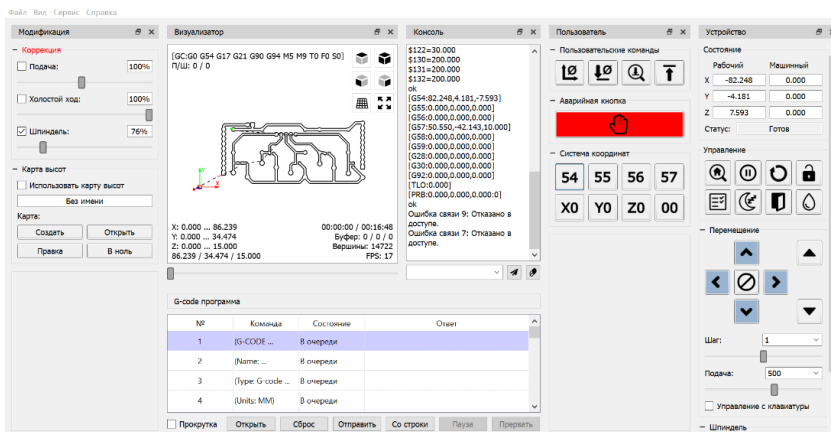 Файл Вид Сервис Справка
Модификация
Коррекция
Подача: 100%
Холостой ход: 100%
Шпиндель: 76%
Карта высот
Использовать карту высот
Без имени
Карта:
Создать Открыть
Правка В ноль
Визуализатор
[GC:G0 G54 G17 G21 G90 G94 M5 M9 T0 F0 S0]
П/Ш: 0 / 0
Y
X
X: 0.000 ... 86.239 00:00:00 / 00:16:48
Y: 0.000 ... 34.474 Буфер: 0 / 0 / 0
Z: 0.000 ... 15.000 Вершины: 14722
86.239 / 34.474 / 15.000 FPS: 17
Консоль
$122=30.000
$130=200.000
$131=200.000
$132=200.000
ok
[G54:82.248,4.181,-7.593]
[G55:0.000,0.000,0.000]
[G56:0.000,0.000,0.000]
[G57:50.550,-42.143,10.000]
[G58:0.000,0.000,0.000]
[G59:0.000,0.000,0.000]
[G28:0.000,0.000,0.000]
[G30:0.000,0.000,0.000]
[G92:0.000,0.000,0.000]
[TLO:0.000]
[PRB:0.000,0.000,0.000:0]
ok
Ошибка связи 9: Отказано в
доступе.
Ошибка связи 7: Отказано в
доступе.
G-code программа
№ Команда Состояние Ответ
1 (G-CODE ... В очереди
2 (Name: ... В очереди
3 (Type: G-code ... В очереди
4 (Units: MM) В очереди
Прокрутка Открыть Сброс Отправить Со строки Пауза Прервать
Пользователь
Пользовательские команды
Аварийная кнопка
Система координат
54 55 56 57
X0 Y0 Z0 00
Устройство
Состояние
Рабочий Машинный
X -82.248 0.000
Y -4.181 0.000
Z 7.593 0.000
Статус: Готов
Управление
Перемещение
Шаг: 1
Подача: 500
Управление с клавиатуры
Шпиндель